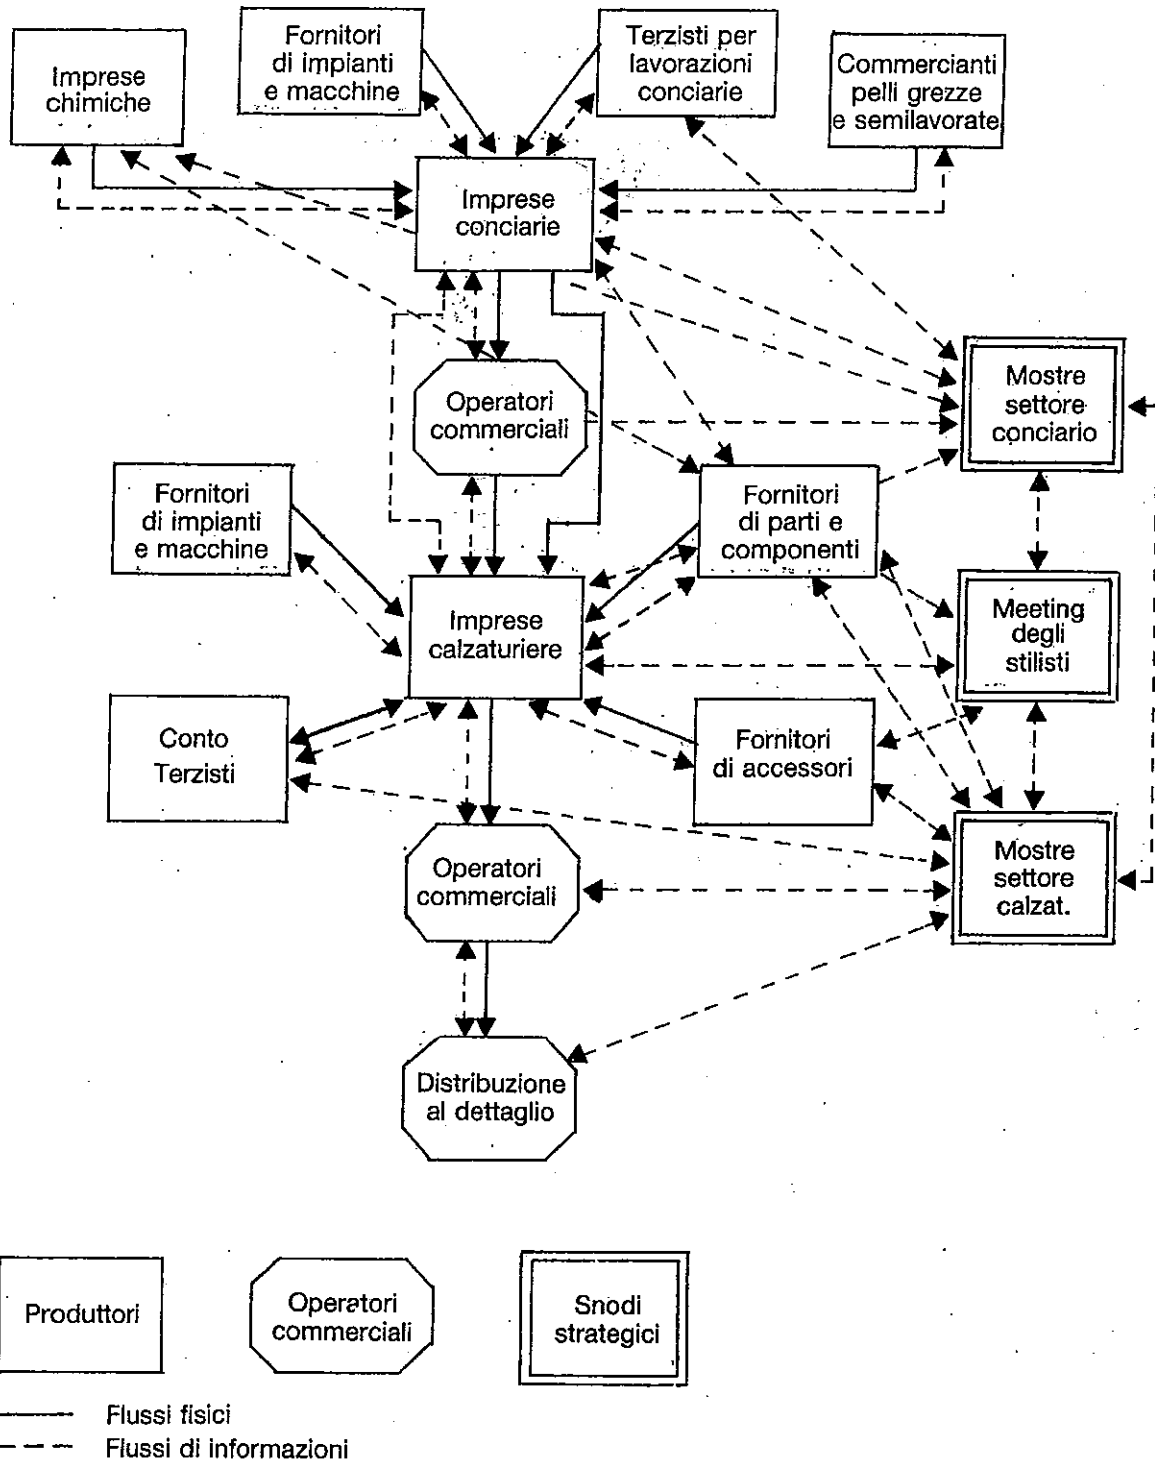 Imprese
chimiche
Fornitori
di impianti
e macchine
Terzisti per
lavorazioni
conciarie
Commercianti
pelli grezze
e semilavorate
Imprese
conciarie
Operatori
commerciali
Mostre
settore
conciario
Fornitori
di impianti
e macchine
Fornitori
di parti e
componenti
Imprese
calzaturiere
Meeting
degli
stilisti
Conto
Terzisti
Fornitori
di accessori
Operatori
commerciali
Mostre
settore
calzat.
Distribuzione
al dettaglio
Produttori
Operatori
commerciali
Snodi
strategici
Flussi fisici
Flussi di informazioni